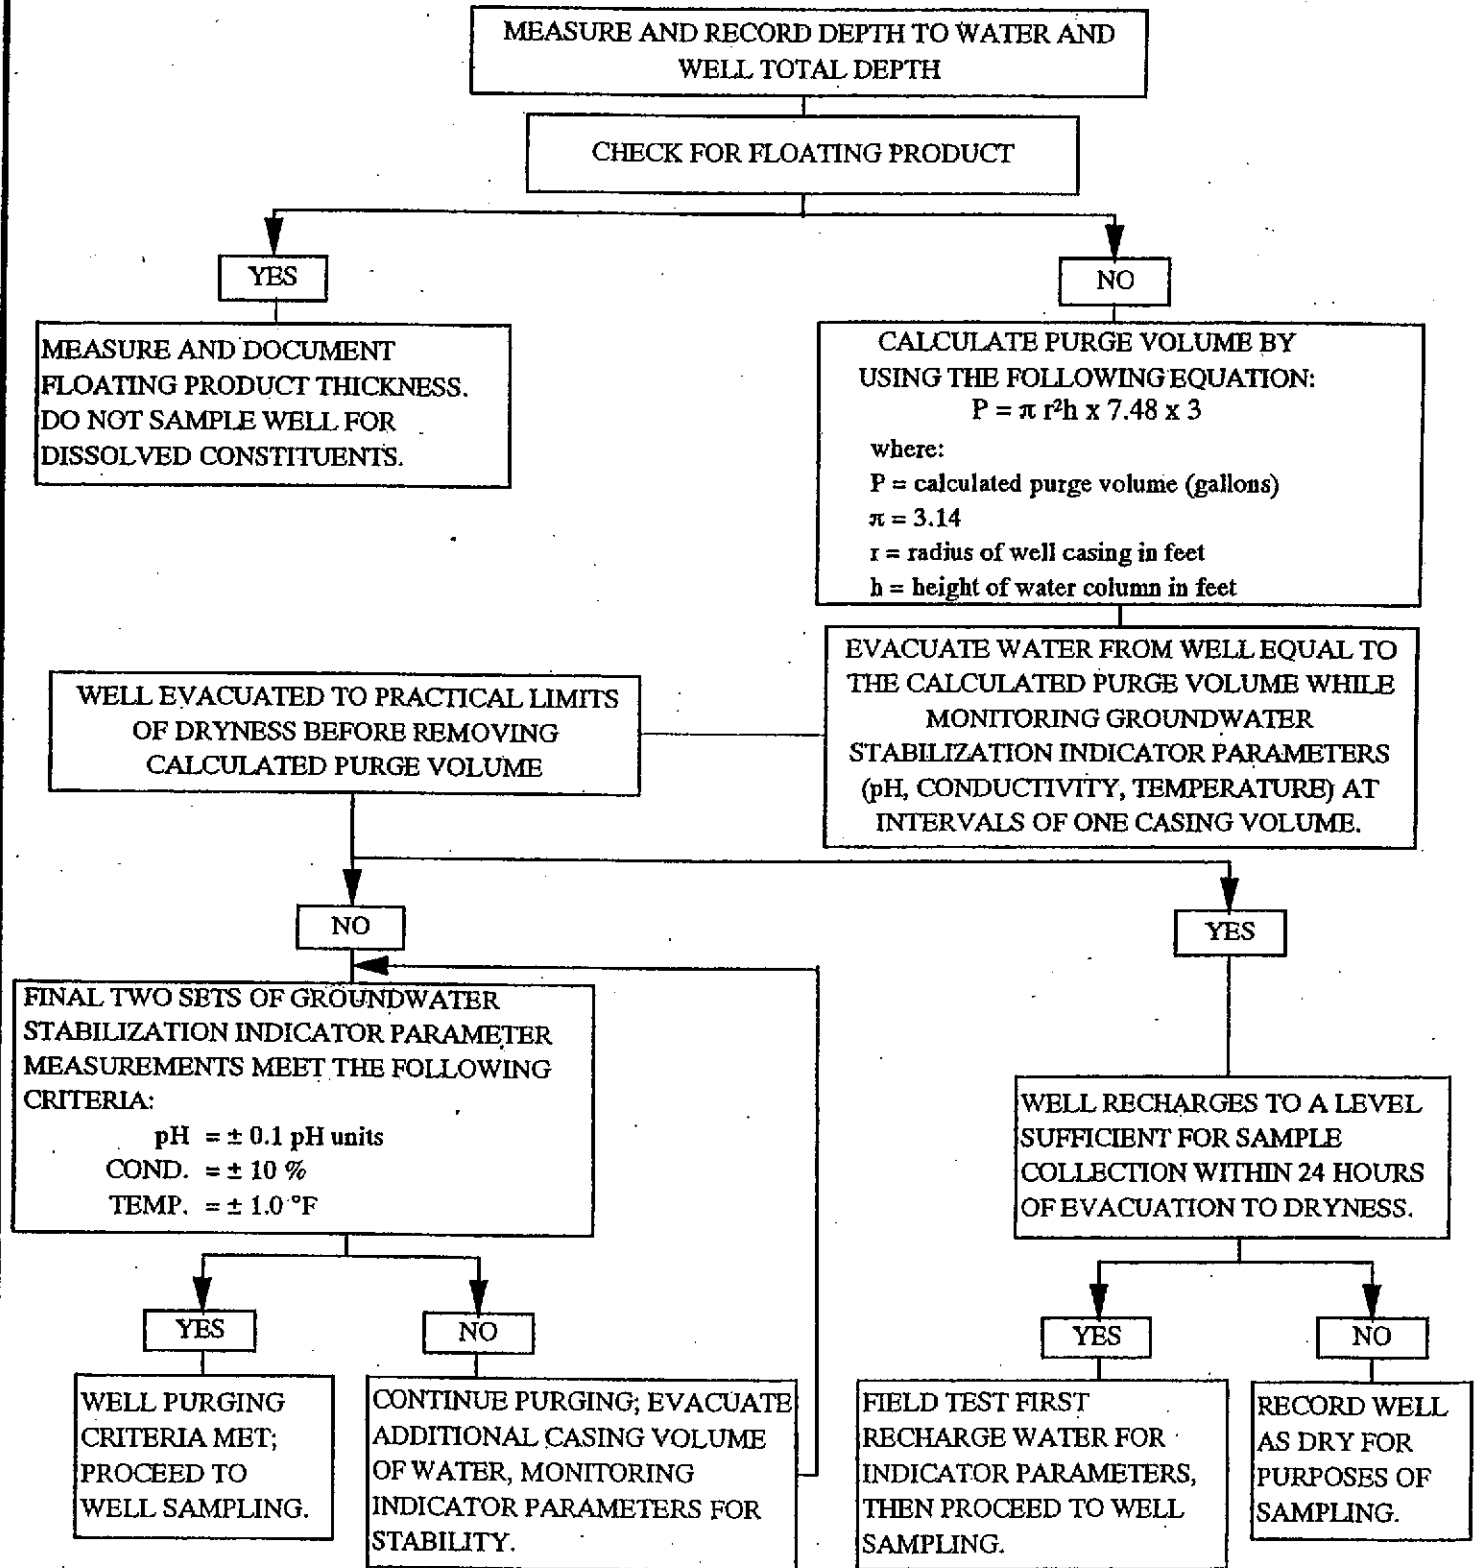 MEASURE AND RECORD DEPTH TO WATER AND
WELL TOTAL DEPTH
CHECK FOR FLOATING PRODUCT
YES
NO
MEASURE AND DOCUMENT
FLOATING PRODUCT THICKNESS.
DO NOT SAMPLE WELL FOR
DISSOLVED CONSTITUENTS.
CALCULATE PURGE VOLUME BY
USING THE FOLLOWING EQUATION:
P = π r²h x 7.48 x 3
where:
P = calculated purge volume (gallons)
π = 3.14
r = radius of well casing in feet
h = height of water column in feet
EVACUATE WATER FROM WELL EQUAL TO
THE CALCULATED PURGE VOLUME WHILE
MONITORING GROUNDWATER
STABILIZATION INDICATOR PARAMETERS
(pH, CONDUCTIVITY, TEMPERATURE) AT
INTERVALS OF ONE CASING VOLUME.
WELL EVACUATED TO PRACTICAL LIMITS
OF DRYNESS BEFORE REMOVING
CALCULATED PURGE VOLUME
NO
YES
FINAL TWO SETS OF GROUNDWATER
STABILIZATION INDICATOR PARAMETER
MEASUREMENTS MEET THE FOLLOWING
CRITERIA:
pH = ± 0.1 pH units
COND. = ± 10 %
TEMP. = ± 1.0 °F
WELL RECHARGES TO A LEVEL
SUFFICIENT FOR SAMPLE
COLLECTION WITHIN 24 HOURS
OF EVACUATION TO DRYNESS.
YES
NO
YES
NO
WELL PURGING
CRITERIA MET;
PROCEED TO
WELL SAMPLING.
CONTINUE PURGING; EVACUATE
ADDITIONAL CASING VOLUME
OF WATER, MONITORING
INDICATOR PARAMETERS FOR
STABILITY.
FIELD TEST FIRST
RECHARGE WATER FOR
INDICATOR PARAMETERS,
THEN PROCEED TO WELL
SAMPLING.
RECORD WELL
AS DRY FOR
PURPOSES OF
SAMPLING.